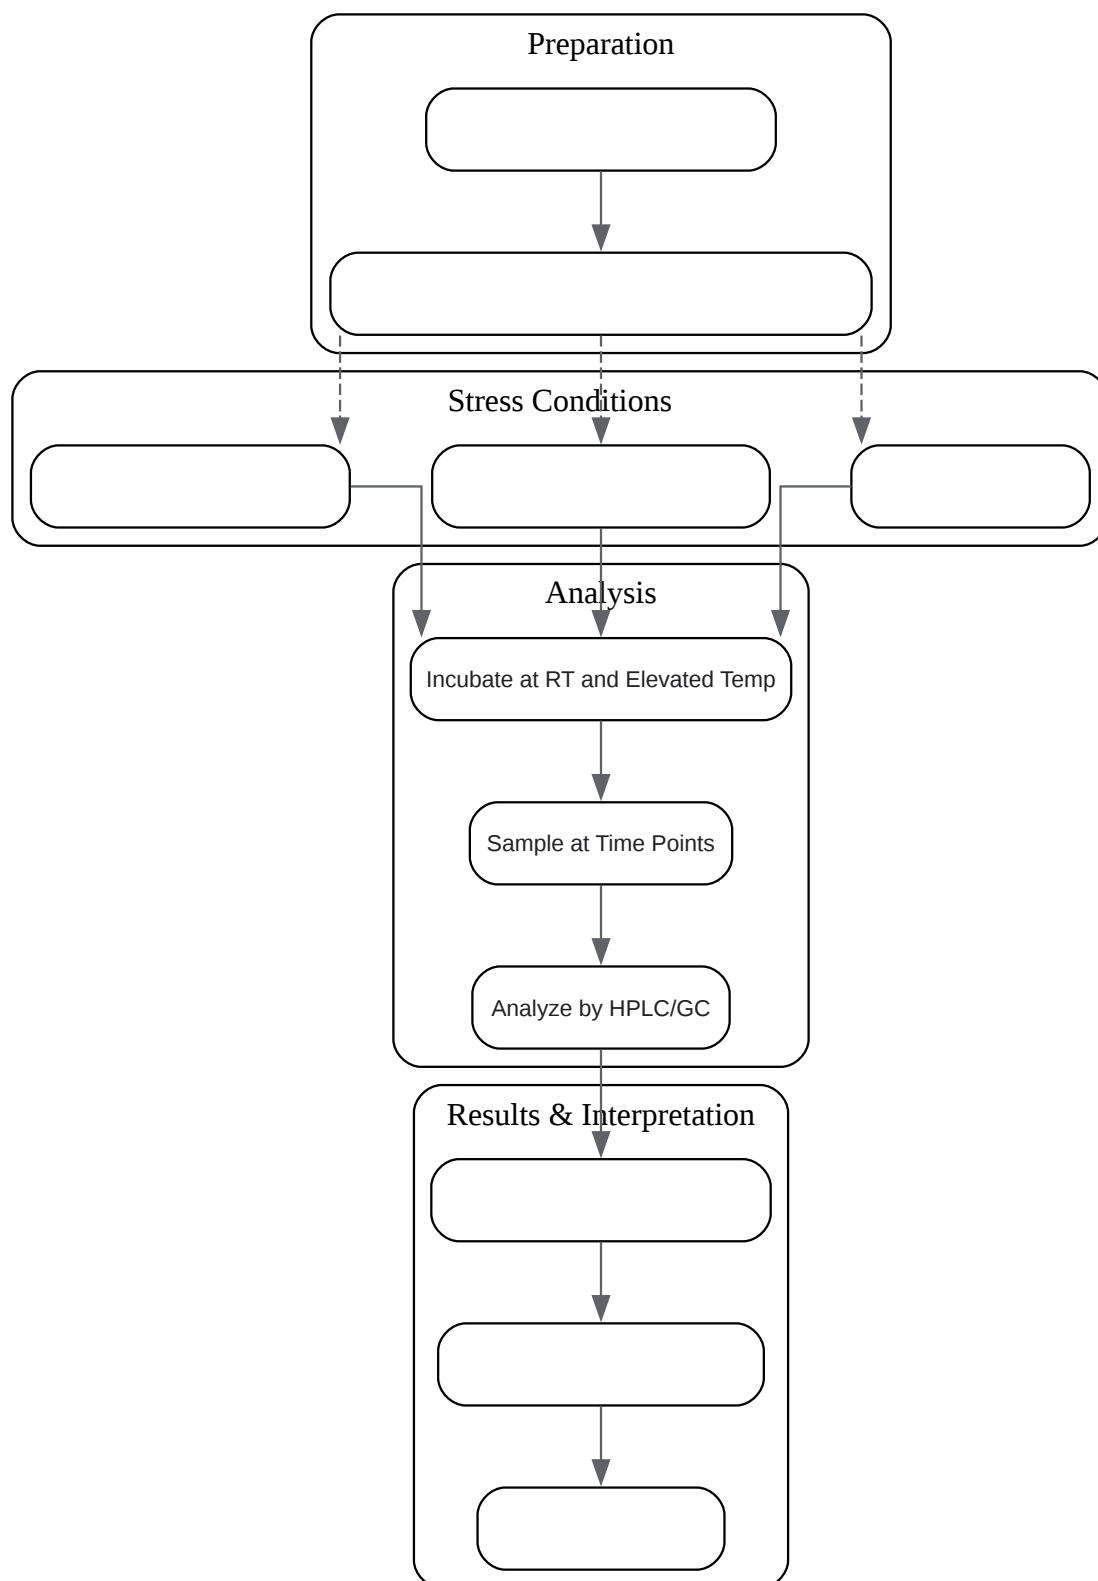 Preparation
Stress Conditions
Analysis
Incubate at RT and Elevated Temp
Sample at Time Points
Analyze by HPLC/GC
Results & Interpretation